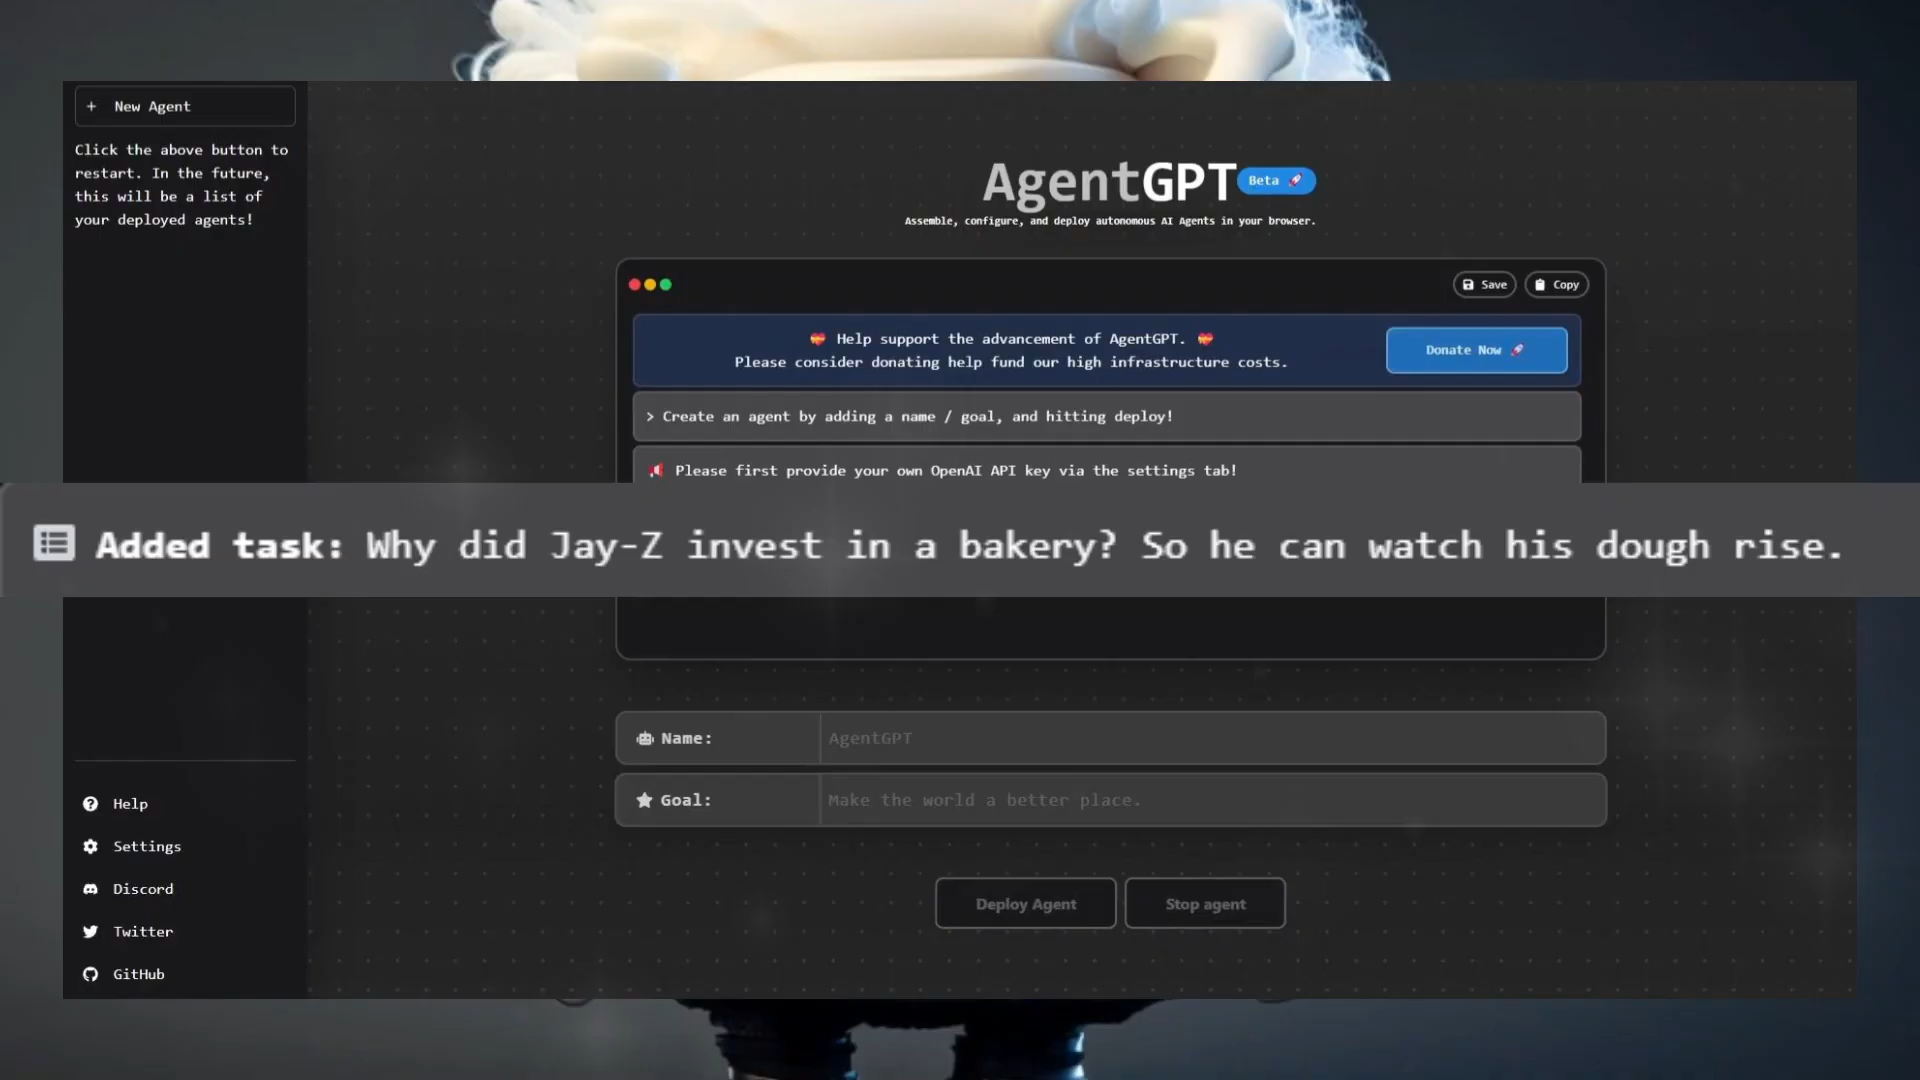 + New Agent
Click the above button to
restart. In the future,
this will be a list of
your deployed agents!
AgentGPT Beta
Assemble, configure, and deploy autonomous AI Agents in your browser.
Save Copy
Help support the advancement of AgentGPT.
Please consider donating help fund our high infrastructure costs.
Donate Now
> Create an agent by adding a name / goal, and hitting deploy!
Please first provide your own OpenAI API key via the settings tab!
Added task: Why did Jay-Z invest in a bakery? So he can watch his dough rise.
Name: AgentGPT
Goal: Make the world a better place.
Deploy Agent Stop agent
Help
Settings
Discord
Twitter
GitHub